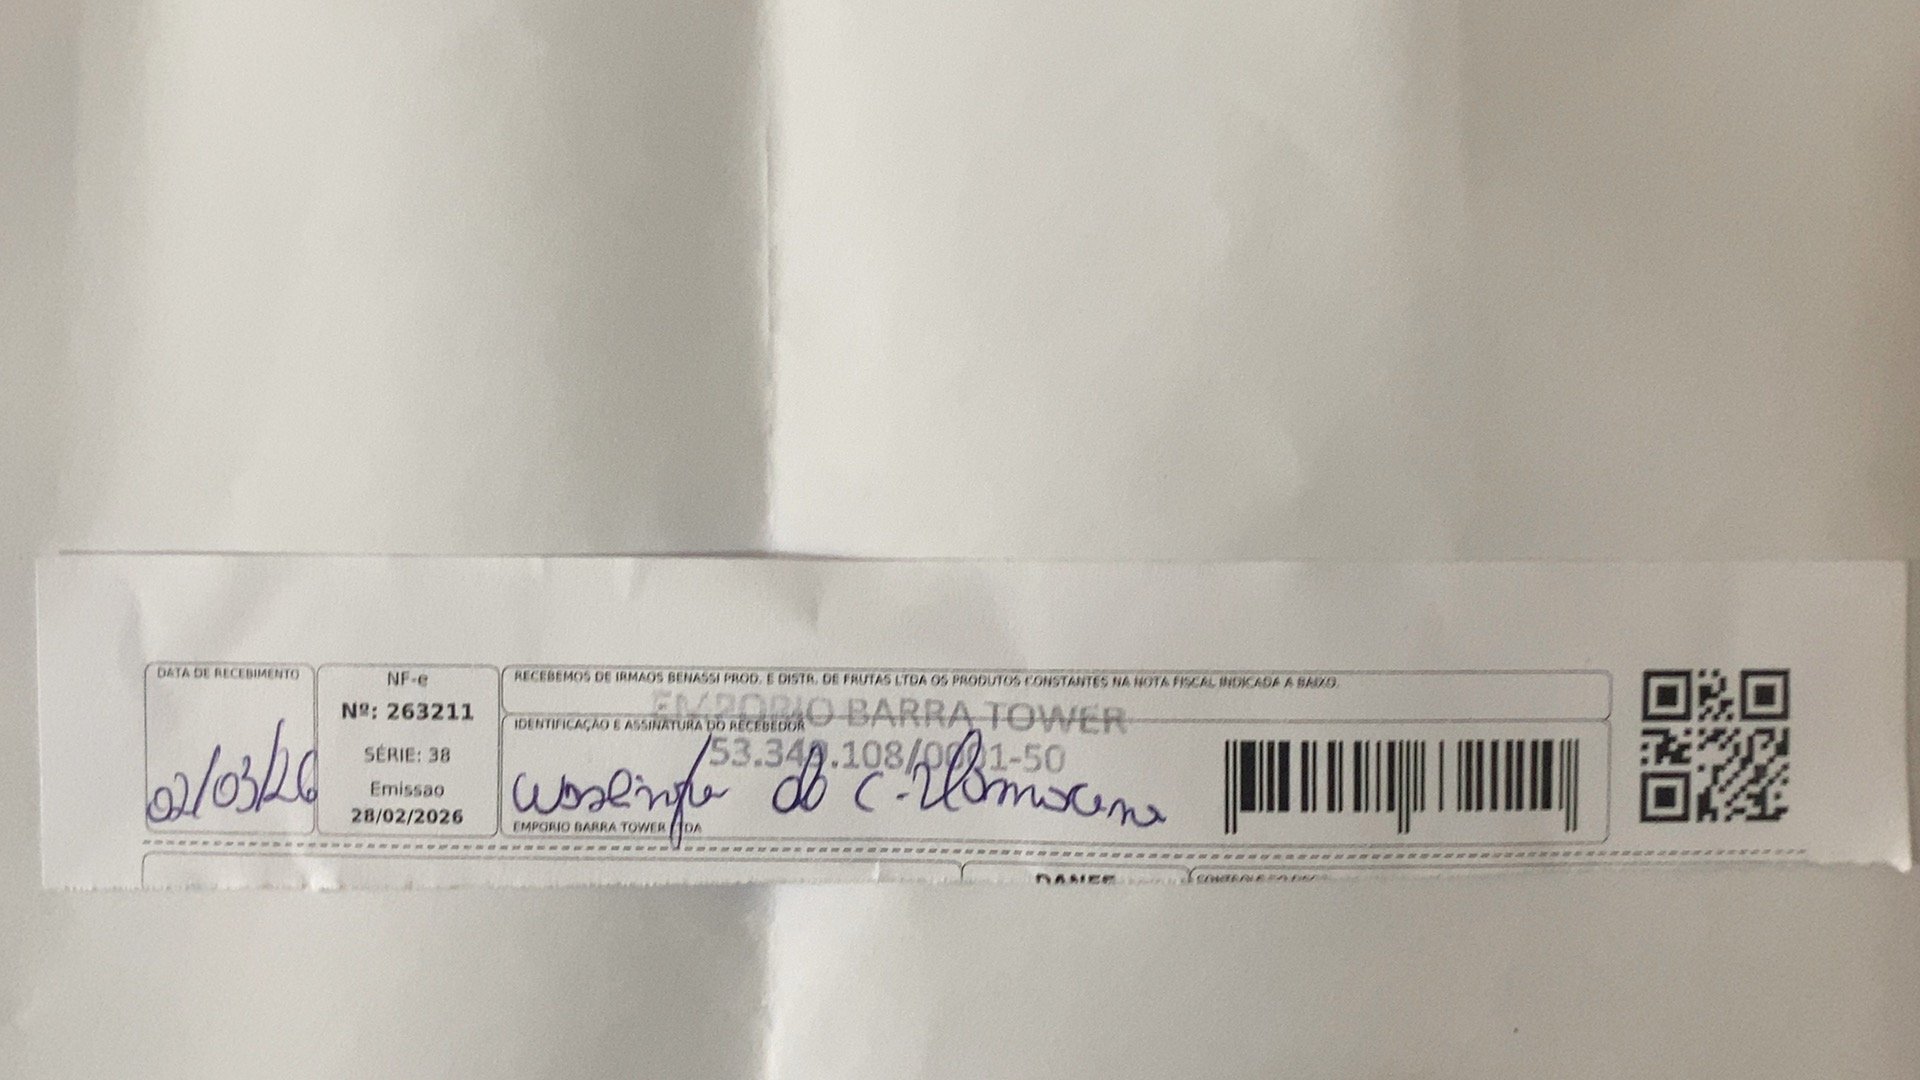 DATA DE RECEBIMENTO
02/03/26
NF-e
Nº: 263211
SÉRIE: 38
Emissao
28/02/2026
RECEBEMOS DE IRMAOS BENASSI PROD. E DISTR. DE FRUTAS LTDA OS PRODUTOS CONSTANTES NA NOTA FISCAL INDICADA A BAIXO.
EMPORIO BARRA TOWER
IDENTIFICAÇÃO E ASSINATURA DO RECEBEDOR
C.
EMPORIO BARRA TOWER LTDA
DANFE